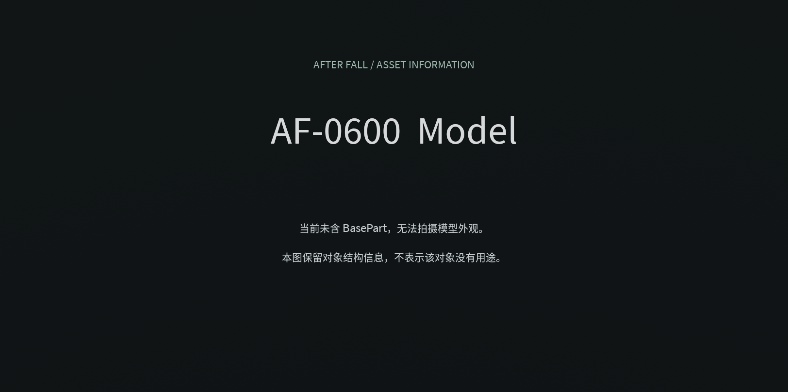 AFTER FALL / ASSET INFORMATION
AF-0600 Model
当前未含 BasePart，无法拍摄模型外观。
本图保留对象结构信息，不表示该对象没有用途。